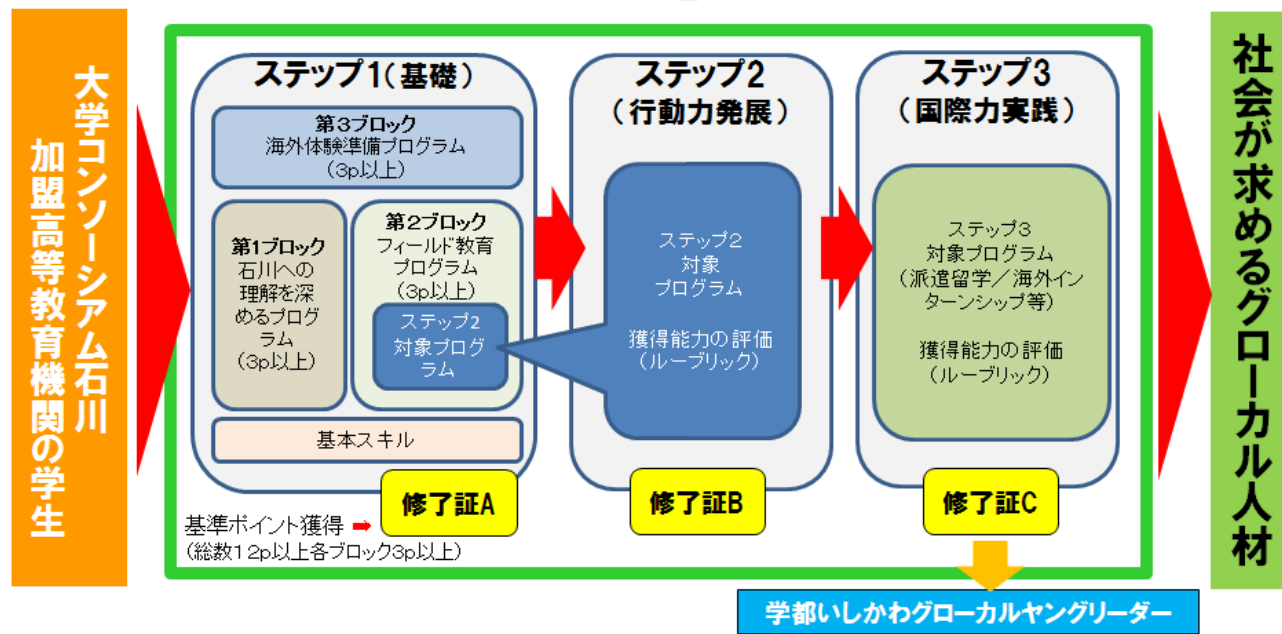 大学コンソーシアム石川
加盟高等教育機関の学生
ステップ1(基礎)
第3ブロック
海外体験準備プログラム
(3p以上)
第1ブロック
石川への
理解を深
めるプログ
ラム
(3p以上)
第2ブロック
フィールド教育
プログラム
(3p以上)
ステップ2
対象プログ
ラム
基本スキル
修了証A
基準ポイント獲得
(総数12p以上各ブロック3p以上)
ステップ2
(行動力発展)
ステップ2
対象
プログラム
獲得能力の評価
(ルーブリック)
修了証B
ステップ3
(国際力実践)
ステップ3
対象プログラム
(派遣留学/海外イン
ターンシップ等)
獲得能力の評価
(ルーブリック)
修了証C
学都いしかわグローカルヤングリーダー
社会が求めるグローカル人材